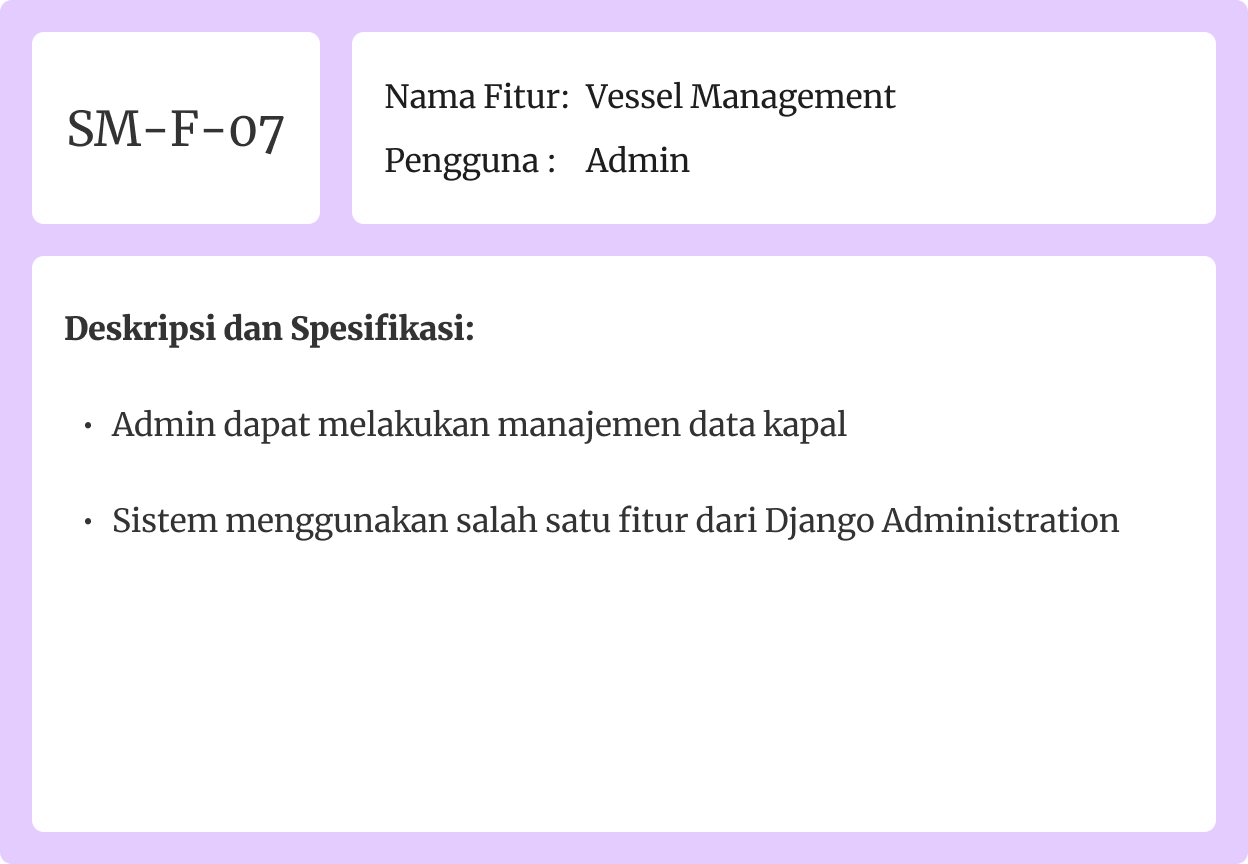 SM-F-07
Nama Fitur: Vessel Management
Pengguna : Admin
Deskripsi dan Spesifikasi:
• Admin dapat melakukan manajemen data kapal
• Sistem menggunakan salah satu fitur dari Django Administration